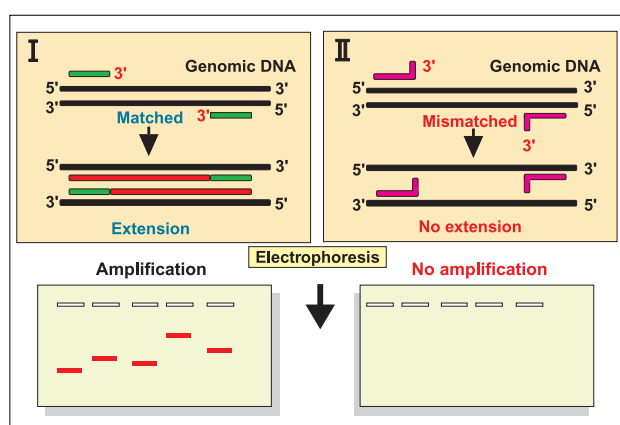 I
3'
Genomic DNA
5'
3'
3'
Matched
3'
5'
5'
3'
3'
5'
Extension
II
3'
Genomic DNA
5'
3'
3'
Mismatched
5'
3'
5'
3'
3'
5'
No extension
Electrophoresis
Amplification
No amplification